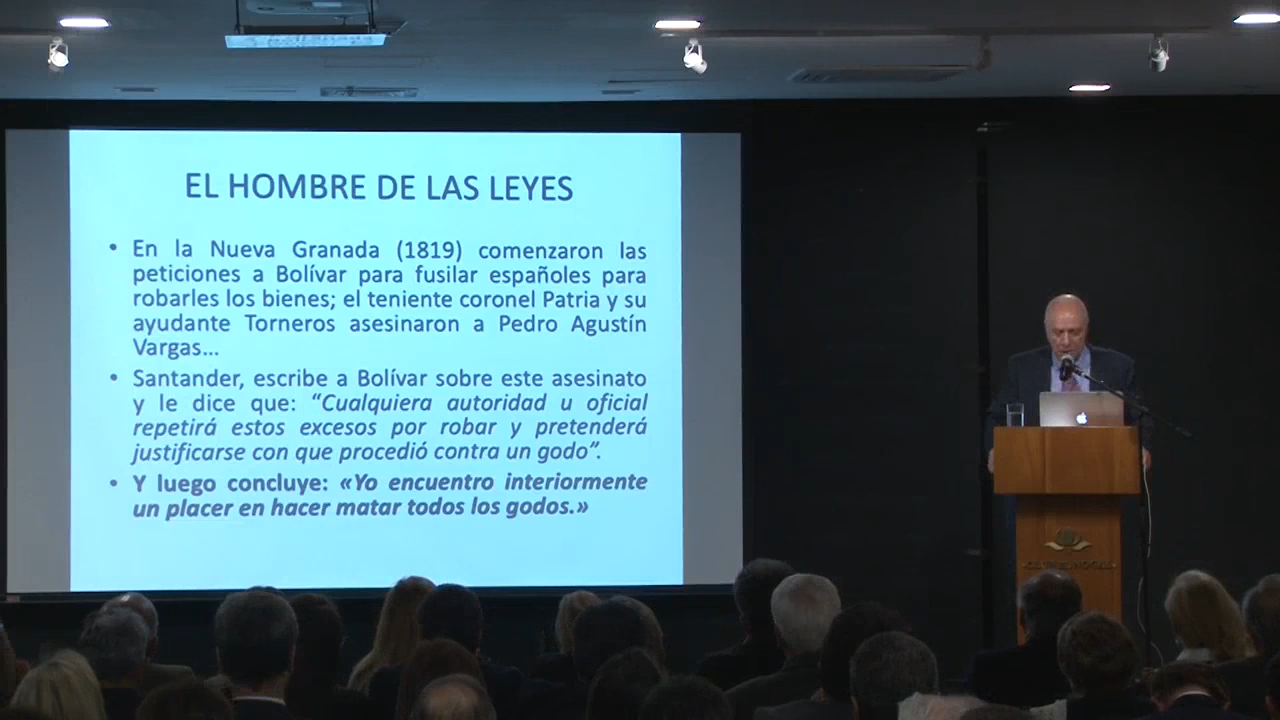 EL HOMBRE DE LAS LEYES
• En la Nueva Granada (1819) comenzaron las
peticiones a Bolívar para fusilar españoles para
robarles los bienes; el teniente coronel Patria y su
ayudante Torneros asesinaron a Pedro Agustín
Vargas...
• Santander, escribe a Bolívar sobre este asesinato
y le dice que: “Cualquiera autoridad u oficial
repetirá estos excesos por robar y pretenderá
justificarse con que procedió contra un godo”.
• Y luego concluye: «Yo encuentro interiormente
un placer en hacer matar todos los godos.»